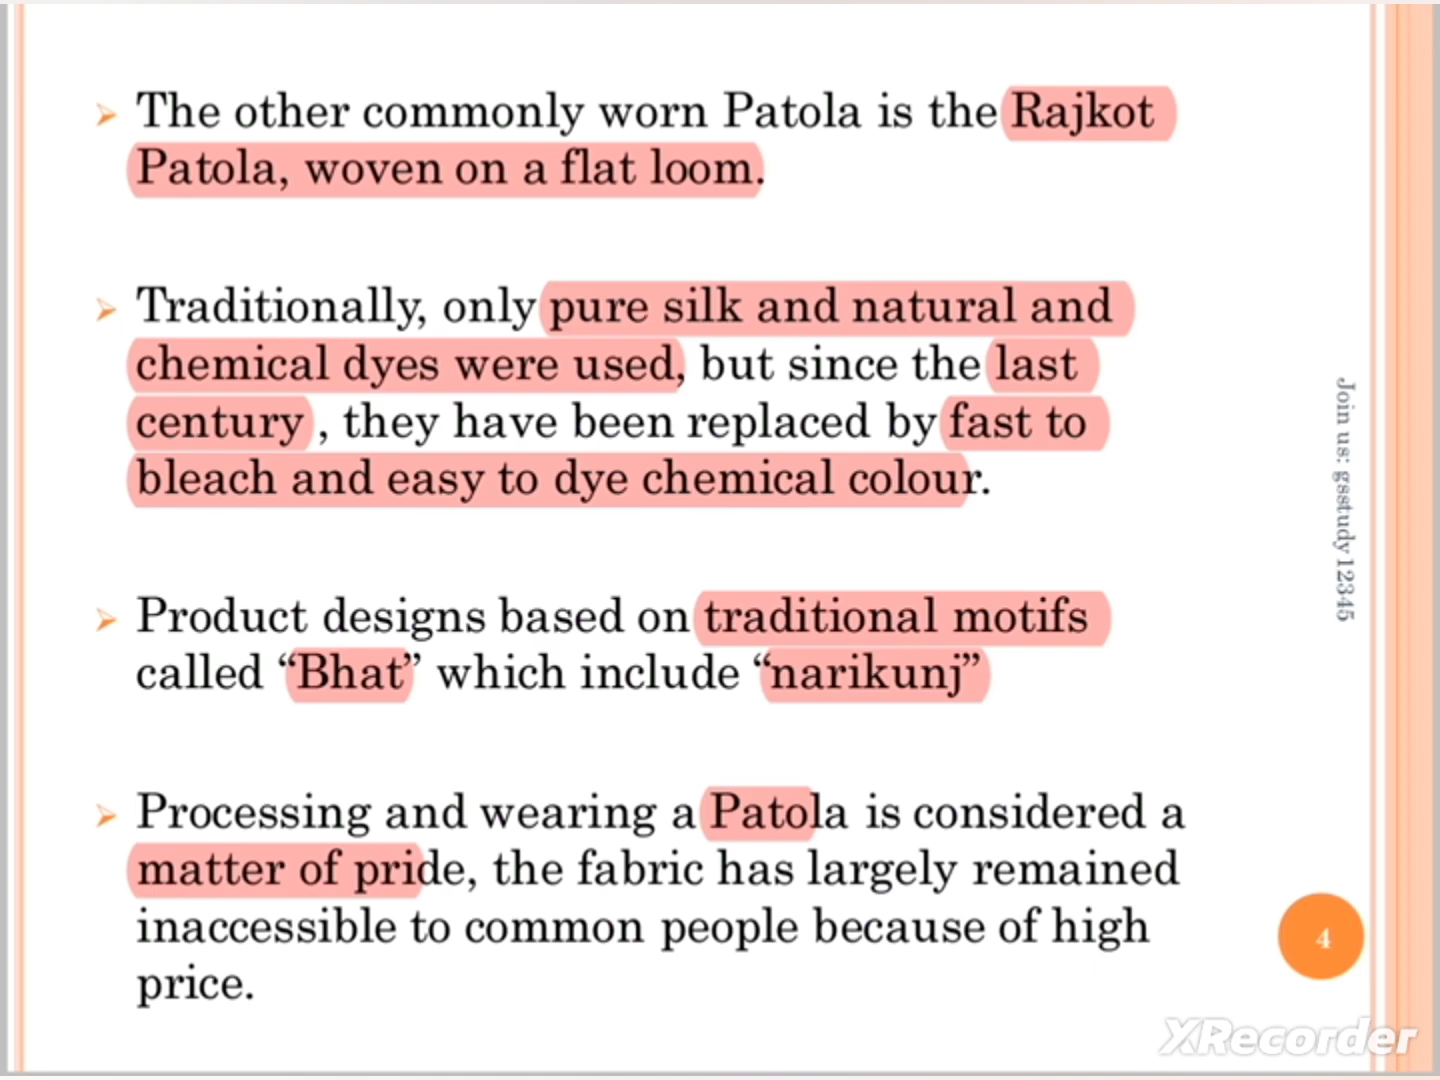 The other commonly worn Patola is the Rajkot
Patola, woven on a flat loom.
Traditionally, only pure silk and natural and
chemical dyes were used, but since the last
century , they have been replaced by fast to
bleach and easy to dye chemical colour.
Product designs based on traditional motifs
called “Bhat” which include “narikunj”
Processing and wearing a Patola is considered a
matter of pride, the fabric has largely remained
inaccessible to common people because of high
price.
Join us: gsstudy12345
4
XRecorder